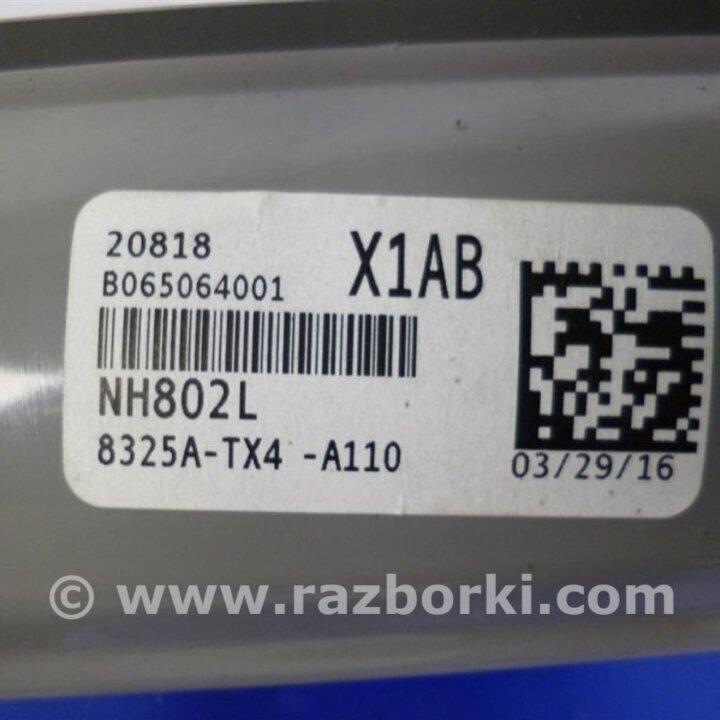 20818
B065064001
X1AB
NH802L
8325A-TX4 -A110
03/29/16
© www.razborki.com